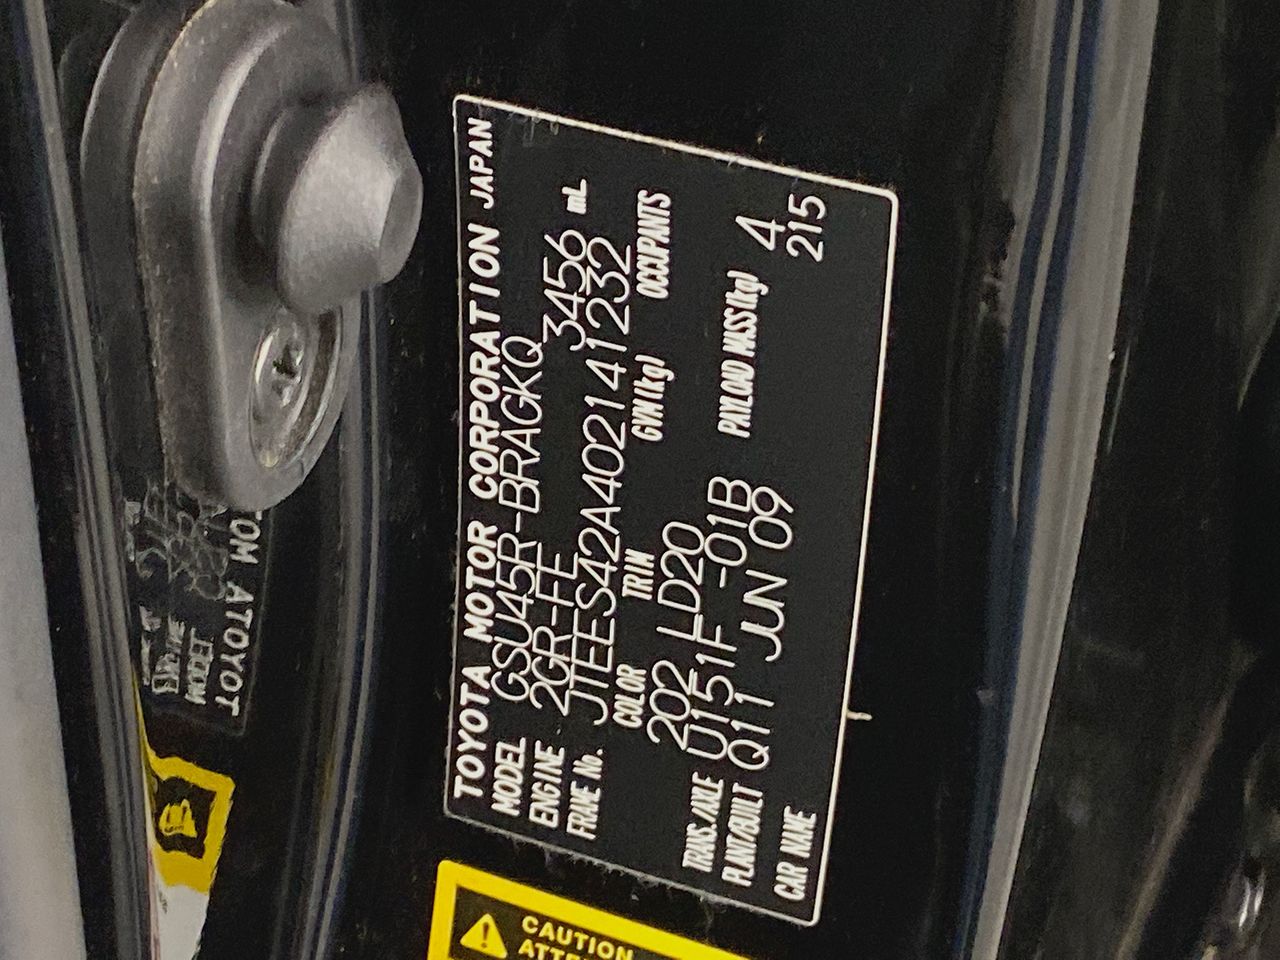 TOYOTA MOTOR CORPORATION JAPAN
MODEL GSU45R-BRAGKQ
ENGINE 2GR-FE 3456 mL
FRAME No. JTEES42A402141232
COLOR TRIM GVM(kg) OCCUPANTS
202 LD20
TRANS./AXLE U151F -01B PAYLOAD MASS(kg) 4
PLANT/BUILT Q11 JUN 09 215
CAR NAME
CAUTION